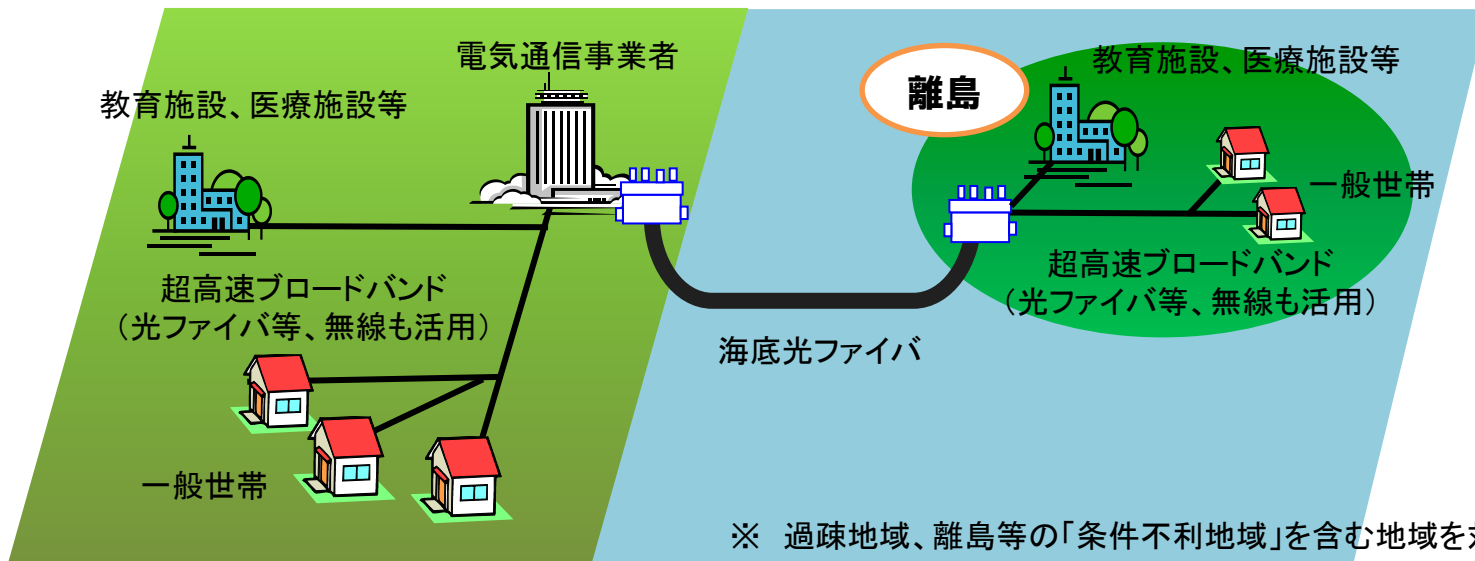 電気通信事業者
教育施設、医療施設等
超高速ブロードバンド
（光ファイバ等、無線も活用）
一般世帯
海底光ファイバ
離島
教育施設、医療施設等
一般世帯
超高速ブロードバンド
（光ファイバ等、無線も活用）
※ 過疎地域、離島等の「条件不利地域」を含む地域を